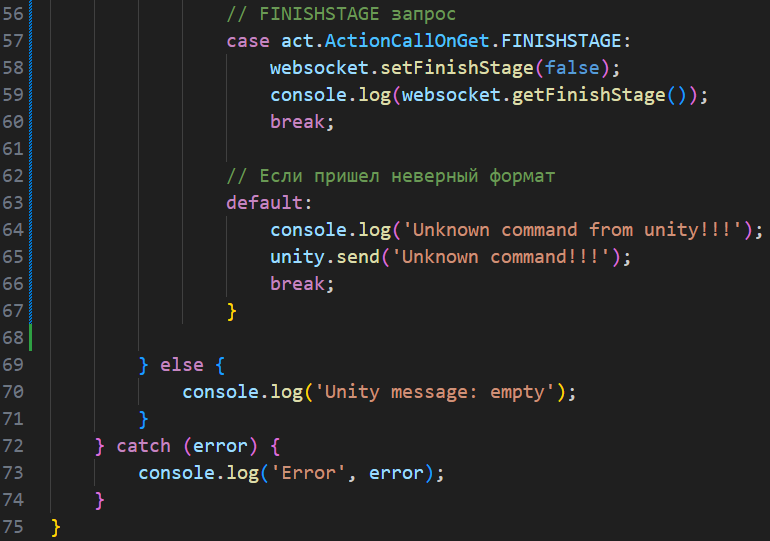 56 // FINISHSTAGE запрос
57 case act.ActionCallOnGet.FINISHSTAGE:
58 websocket.setFinishStage(false);
59 console.log(websocket.getFinishStage());
60 break;
61
62 // Если пришел неверный формат
63 default:
64 console.log('Unknown command from unity!!!');
65 unity.send('Unknown command!!!');
66 break;
67 }
68
69 } else {
70 console.log('Unity message: empty');
71 }
72 } catch (error) {
73 console.log('Error', error);
74 }
75 }